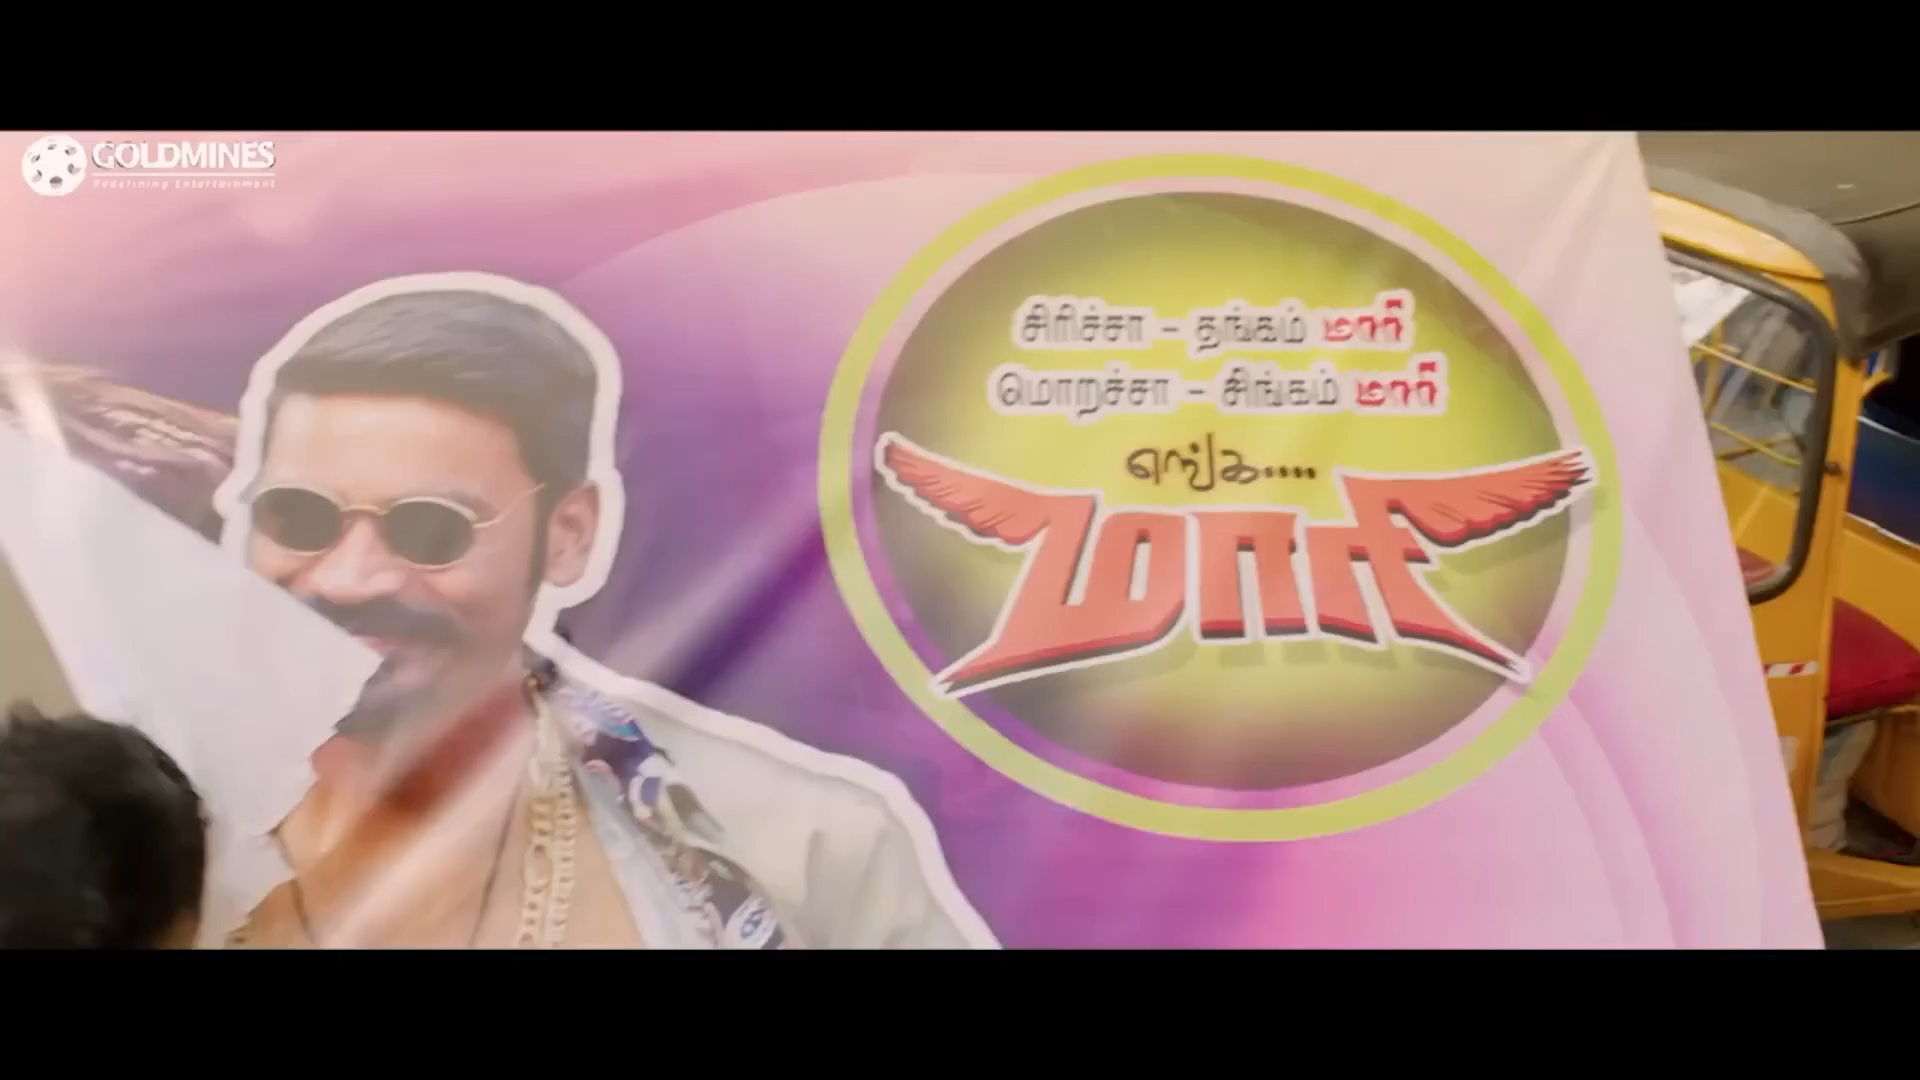 GOLDMINES
Redefining Entertainment
சிரிச்சா - தங்கம் மாரி
மொறச்சா - சிங்கம் மாரி
எங்க....
மாரி